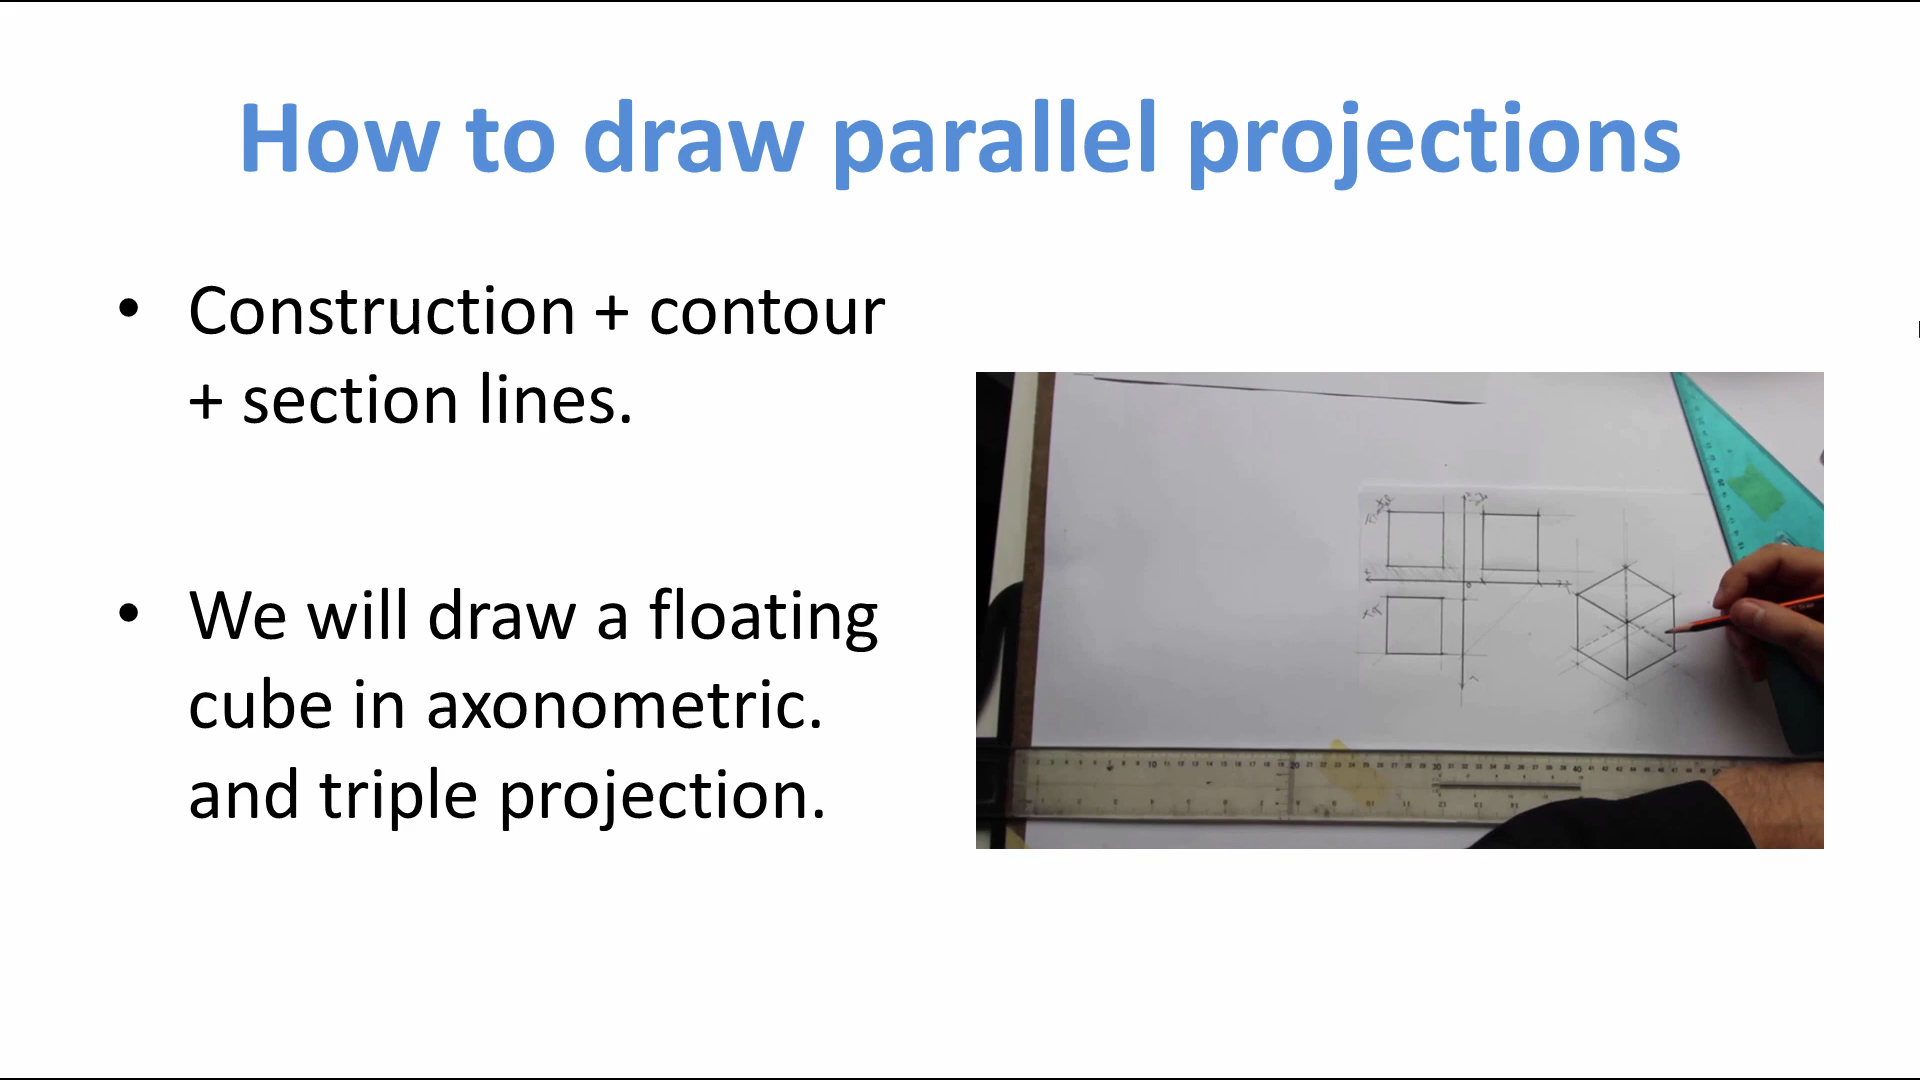 How to draw parallel projections
• Construction + contour
+ section lines.
• We will draw a floating
cube in axonometric.
and triple projection.